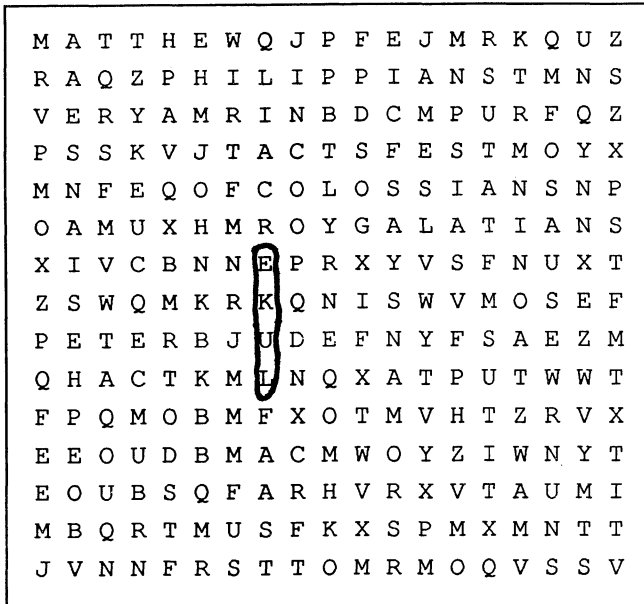 M A T T H E W Q J P F E J M R K Q U Z
R A Q Z P H I L I P P I A N S T M N S
V E R Y A M R I N B D C M P U R F Q Z
P S S K V J T A C T S F E S T M O Y X
M N F E Q O F C O L O S S I A N S N P
O A M U X H M R O Y G A L A T I A N S
X I V C B N N E P R X Y V S F N U X T
Z S W Q M K R K Q N I S W V M O S E F
P E T E R B J U D E F N Y F S A E Z M
Q H A C T K M L N Q X A T P U T W W T
F P Q M O B M F X O T M V H T Z R V X
E E O U D B M A C M W O Y Z I W N Y T
E O U B S Q F A R H V R X V T A U M I
M B Q R T M U S F K X S P M X M N T T
J V N N F R S T T O M R M O Q V S S V